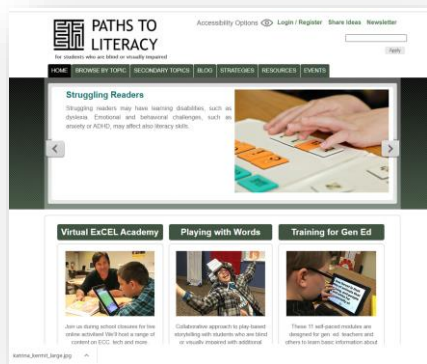 PATHS TO
LITERACY
for students who are blind or visually impaired
Accessibility Options Login / Register Share Ideas Newsletter
Apply
HOME BROWSE BY TOPIC SECONDARY TOPICS BLOG STRATEGIES RESOURCES EVENTS
Struggling Readers
Struggling readers may have learning disabilities, such as
dyslexia. Emotional and behavioral challenges, such as
anxiety or ADHD, may affect also literacy skills.
Virtual ExCEL Academy
Playing with Words
Training for Gen Ed
Join us during school closures for live
online activities! We'll host a range of
content on ECC, tech and more
Collaborative approach to play-based
storytelling with students who are blind
or visually impaired with additional
These 11 self-paced modules are
designed for gen. ed. teachers and
others to learn basic information about